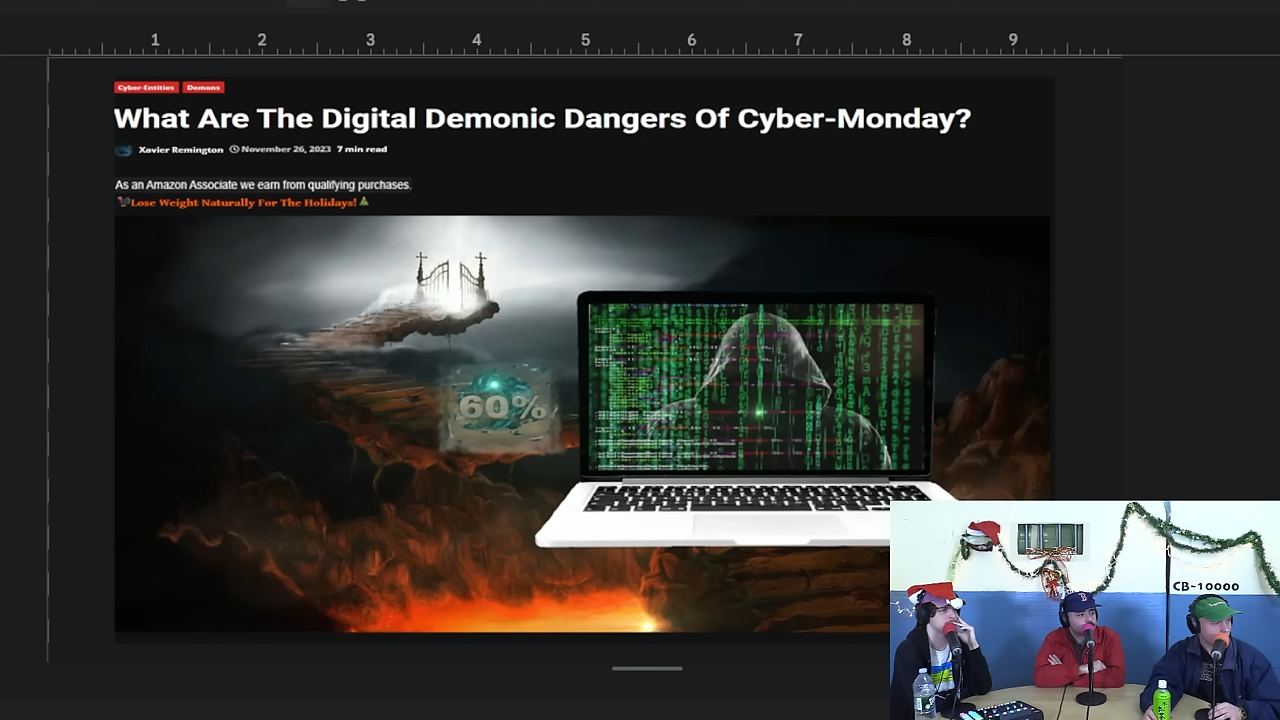 1 2 3 4 5 6 7 8 9
Cyber-Entities Demons
What Are The Digital Demonic Dangers Of Cyber-Monday?
Xavier Remington November 26, 2023 7 min read
As an Amazon Associate we earn from qualifying purchases.
Lose Weight Naturally For The Holidays!
60%
CB-10000